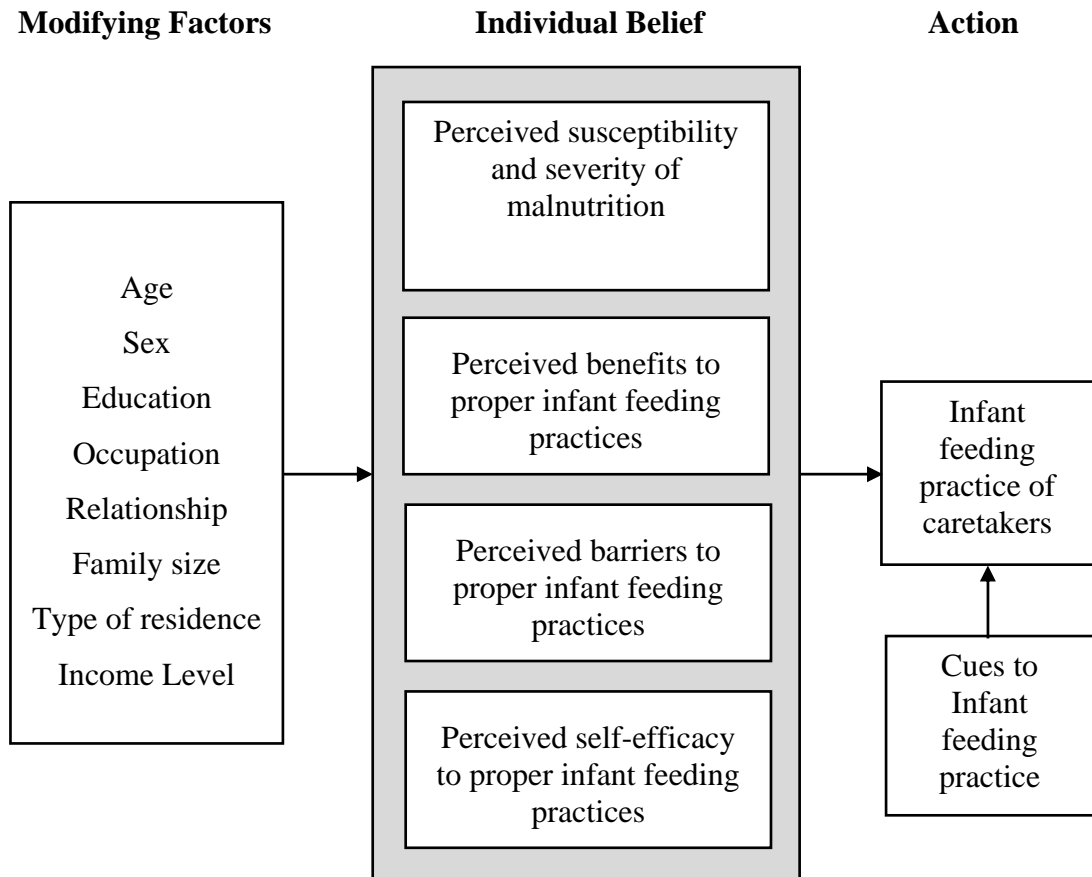 Modifying Factors
Individual Belief
Action
Age
Sex
Education
Occupation
Relationship
Family size
Type of residence
Income Level
Perceived susceptibility
and severity of
malnutrition
Perceived benefits to
proper infant feeding
practices
Perceived barriers to
proper infant feeding
practices
Perceived self-efficacy
to proper infant feeding
practices
Infant
feeding
practice of
caretakers
Cues to
Infant
feeding
practice